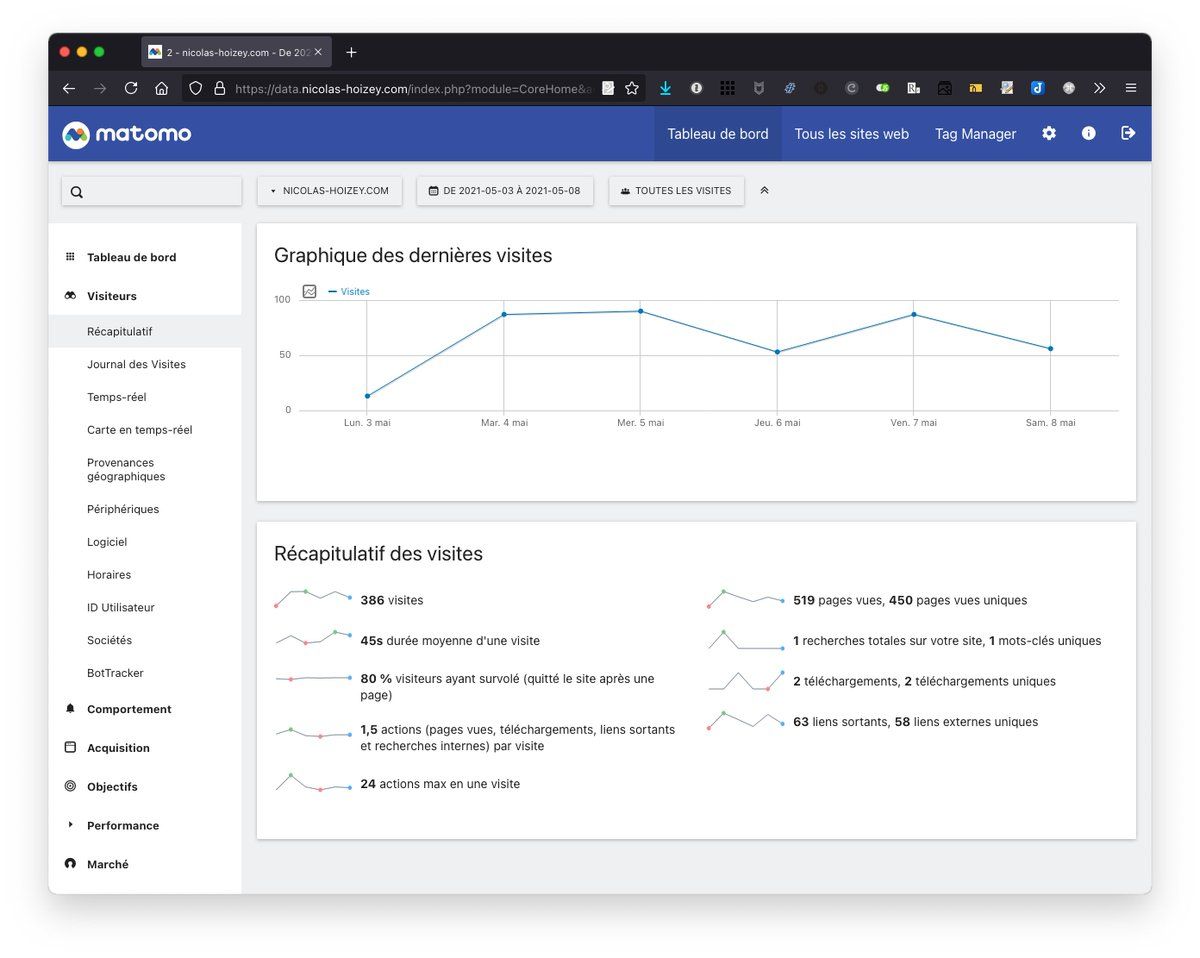 2 - nicolas-hoizey.com - De 202
https://data.nicolas-hoizey.com/index.php?module=CoreHome&a
matomo
Tableau de bord
Tous les sites web
Tag Manager
NICOLAS-HOIZEY.COM
DE 2021-05-03 À 2021-05-08
TOUTES LES VISITES
Tableau de bord
Visiteurs
Récapitulatif
Journal des Visites
Temps-réel
Carte en temps-réel
Provenances
géographiques
Périphériques
Logiciel
Horaires
ID Utilisateur
Sociétés
BotTracker
Comportement
Acquisition
Objectifs
Performance
Marché
Graphique des dernières visites
Visites
100
50
0
Lun. 3 mai
Mar. 4 mai
Mer. 5 mai
Jeu. 6 mai
Ven. 7 mai
Sam. 8 mai
Récapitulatif des visites
386 visites
45s durée moyenne d'une visite
80 % visiteurs ayant survolé (quitté le site après une
page)
1,5 actions (pages vues, téléchargements, liens sortants
et recherches internes) par visite
24 actions max en une visite
519 pages vues, 450 pages vues uniques
1 recherches totales sur votre site, 1 mots-clés uniques
2 téléchargements, 2 téléchargements uniques
63 liens sortants, 58 liens externes uniques